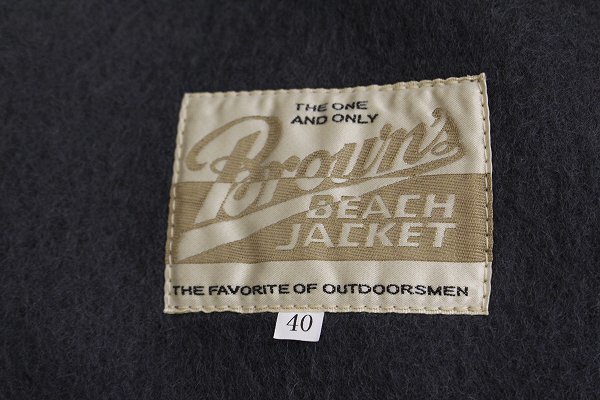 THE ONE
AND ONLY
Brown's
BEACH
JACKET
THE FAVORITE OF OUTDOORSMEN
40